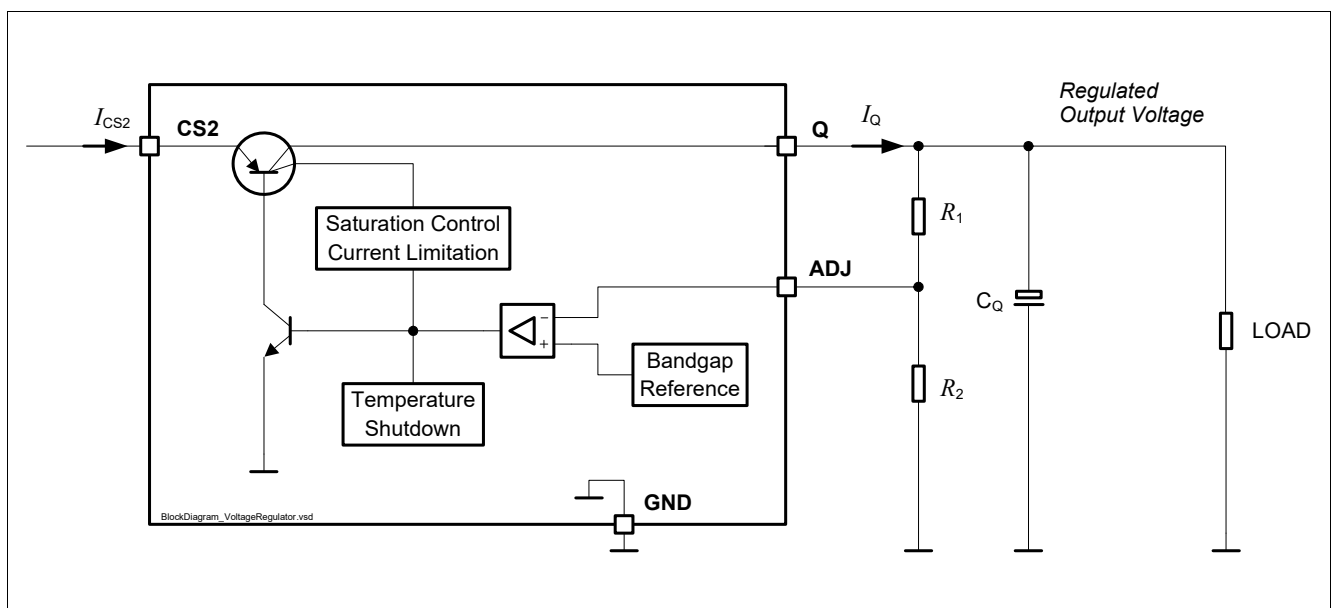 Regulated
Output Voltage
I_CS2
CS2
Q
I_Q
Saturation Control
Current Limitation
R_1
ADJ
C_Q
LOAD
-
+
Bandgap
Reference
R_2
Temperature
Shutdown
GND
BlockDiagram_VoltageRegulator.vsd